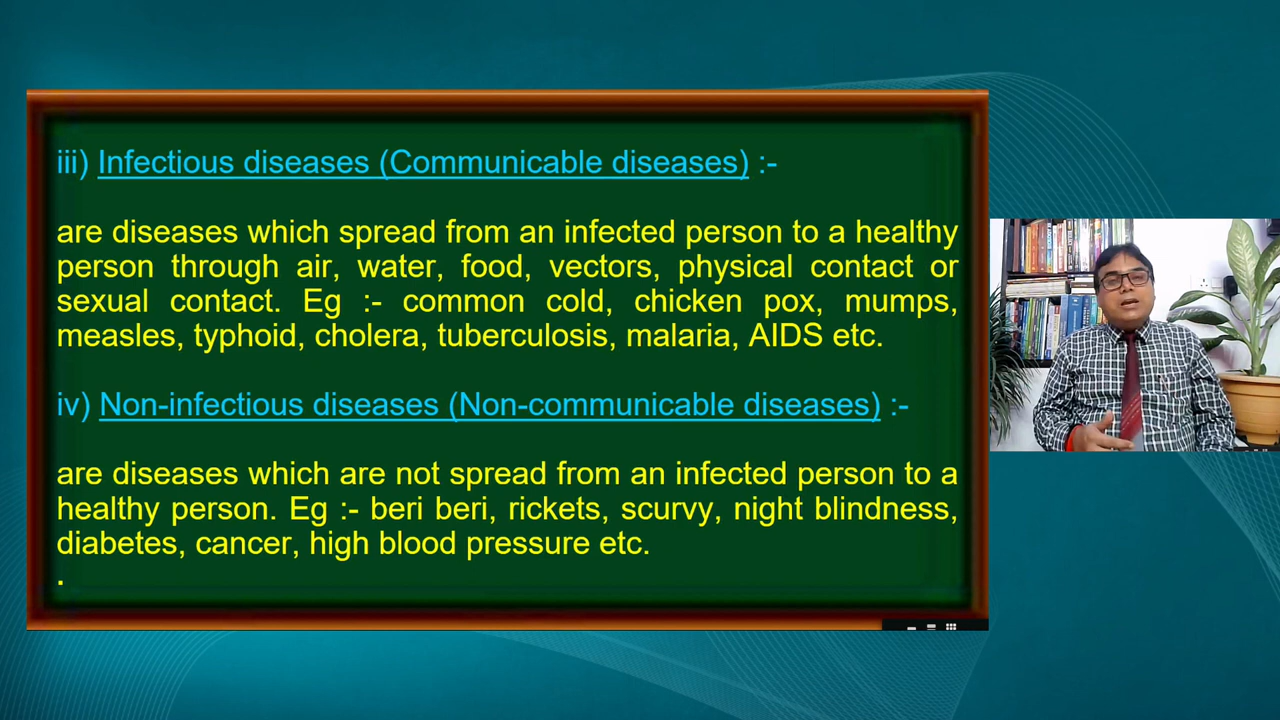 iii) Infectious diseases (Communicable diseases) :-
are diseases which spread from an infected person to a healthy
person through air, water, food, vectors, physical contact or
sexual contact. Eg :- common cold, chicken pox, mumps,
measles, typhoid, cholera, tuberculosis, malaria, AIDS etc.
iv) Non-infectious diseases (Non-communicable diseases) :-
are diseases which are not spread from an infected person to a
healthy person. Eg :- beri beri, rickets, scurvy, night blindness,
diabetes, cancer, high blood pressure etc.
.